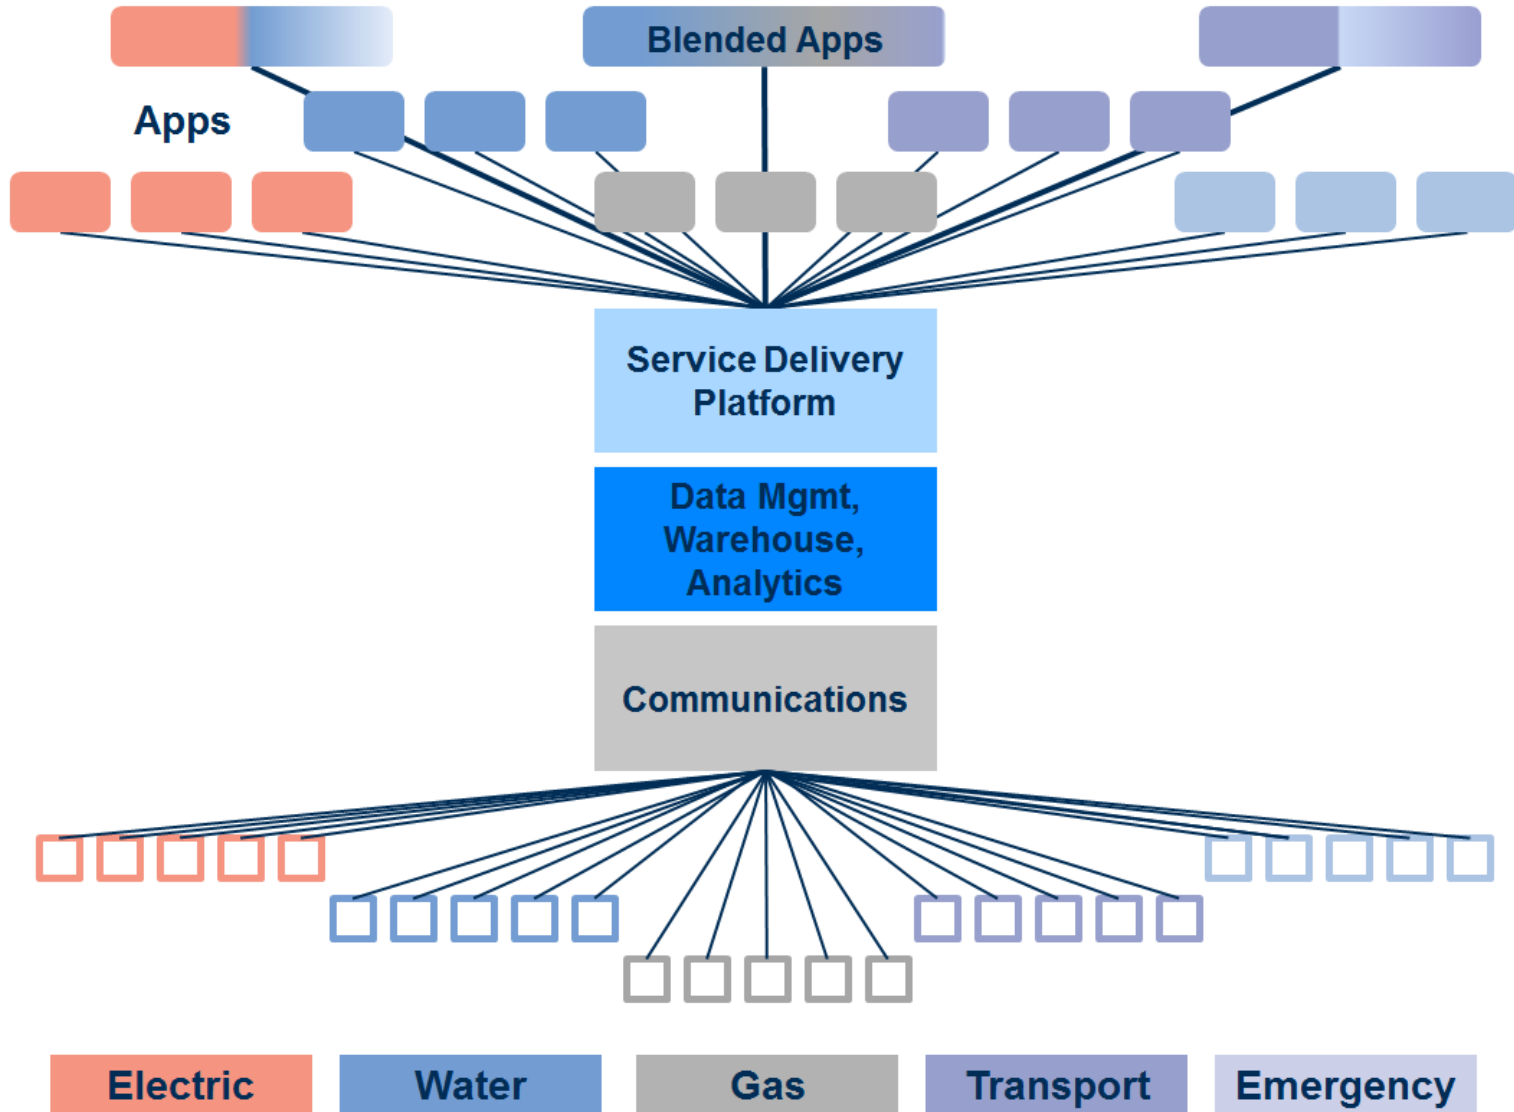 Blended Apps
Apps
Service Delivery
Platform
Data Mgmt,
Warehouse,
Analytics
Communications
Electric
Water
Gas
Transport
Emergency